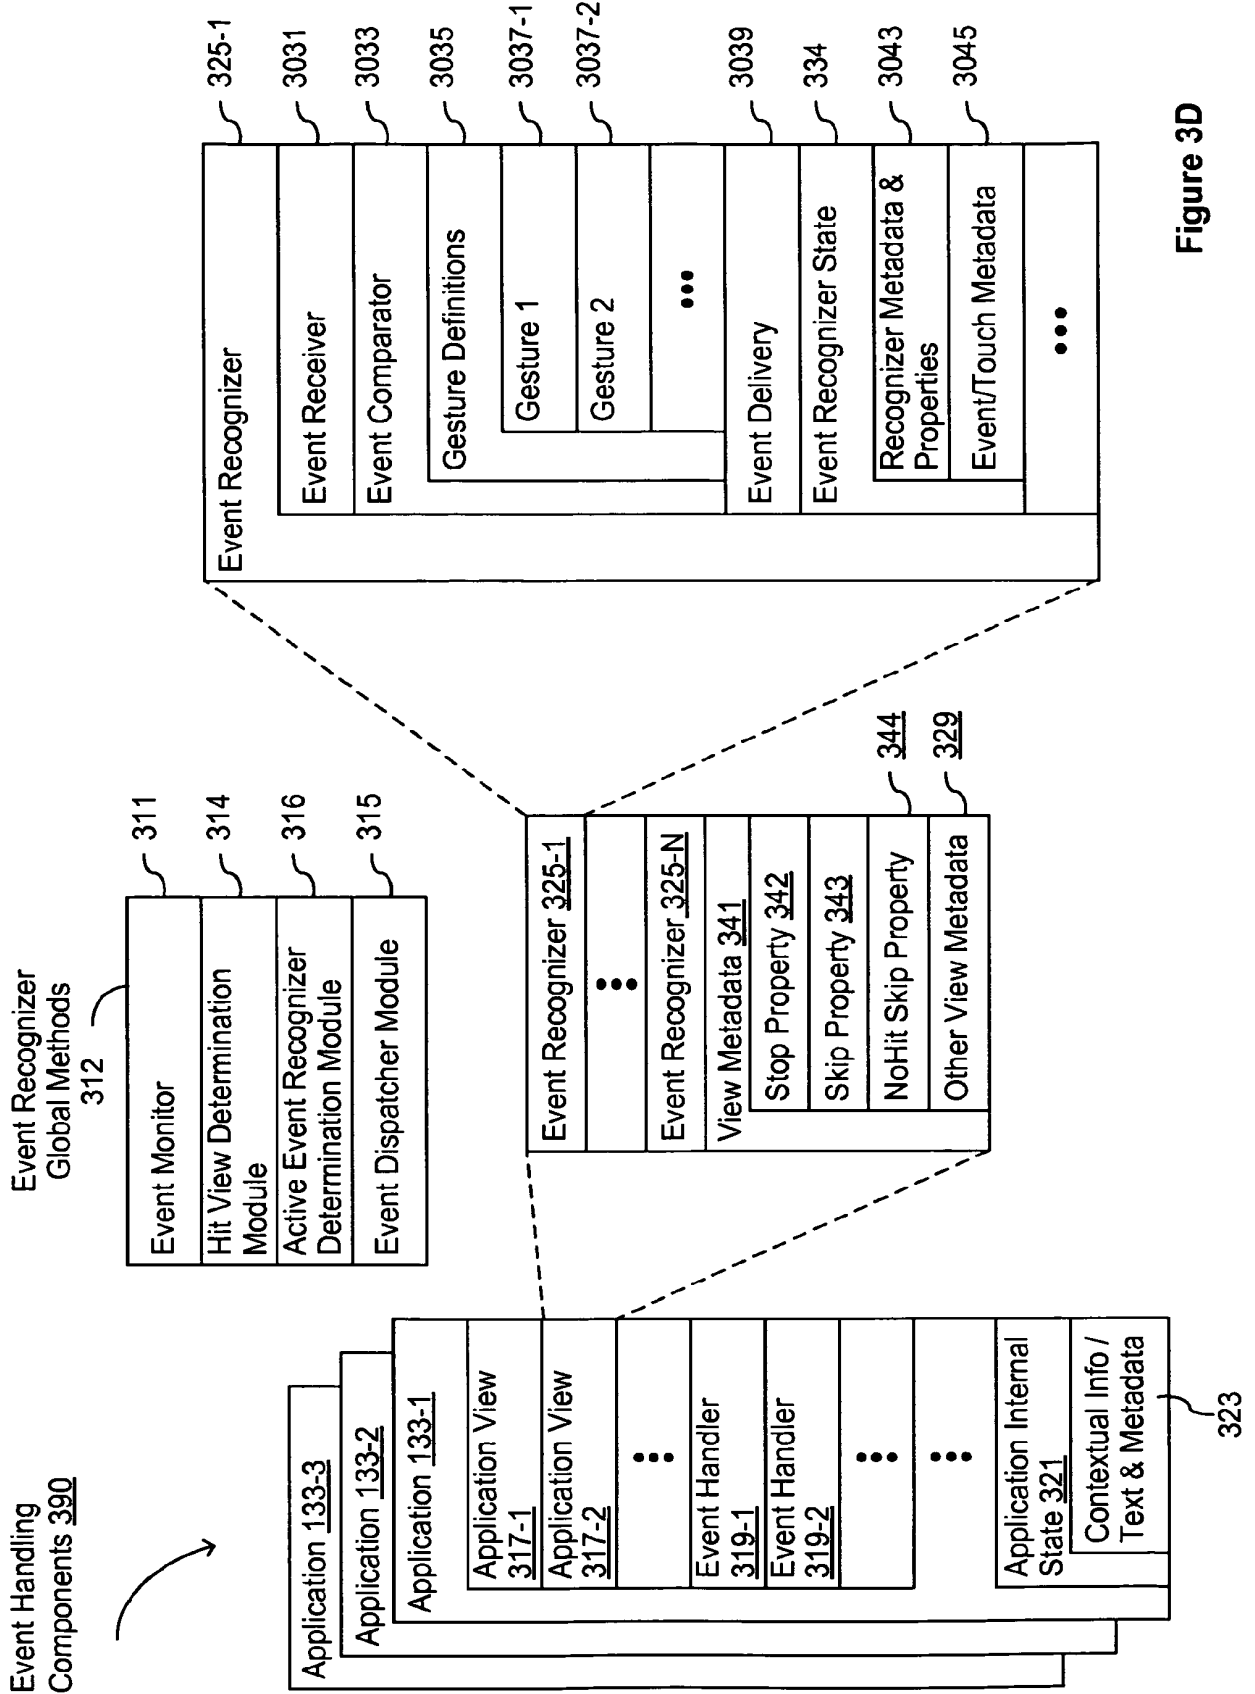 Event Handling
Components 390
Application 133-3
Application 133-2
Application 133-1
Application View
317-1
Application View
317-2
•••
Event Handler
319-1
Event Handler
319-2
•••
•••
Application Internal
State 321
Contextual Info /
Text & Metadata
323
Event Recognizer
Global Methods
312
Event Monitor
311
Hit View Determination
Module
314
Active Event Recognizer
Determination Module
316
Event Dispatcher Module
315
Event Recognizer 325-1
•••
Event Recognizer 325-N
View Metadata 341
Stop Property 342
Skip Property 343
NoHit Skip Property
344
Other View Metadata
329
Event Recognizer
325-1
Event Receiver
3031
Event Comparator
3033
Gesture Definitions
3035
Gesture 1
3037-1
Gesture 2
3037-2
•••
Event Delivery
3039
Event Recognizer State
334
Recognizer Metadata &
Properties
3043
Event/Touch Metadata
3045
•••
Figure 3D